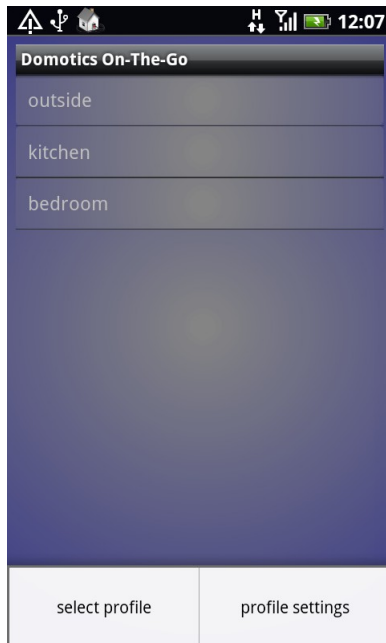 H 12:07
Domotics On-The-Go
outside
kitchen
bedroom
select profile profile settings